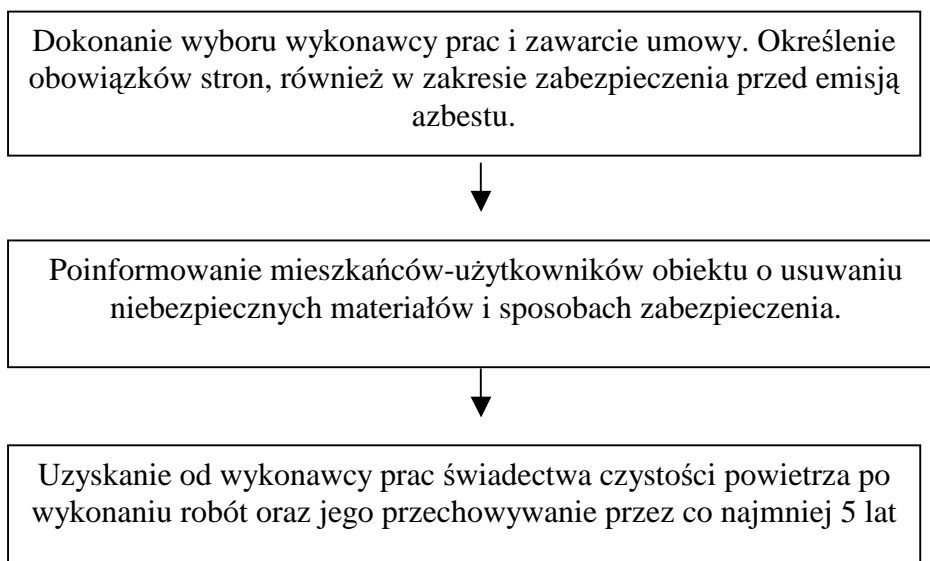 Dokonanie wyboru wykonawcy prac i zawarcie umowy. Określenie
obowiązków stron, również w zakresie zabezpieczenia przed emisją
azbestu.
Poinformowanie mieszkańców-użytkowników obiektu o usuwaniu
niebezpiecznych materiałów i sposobach zabezpieczenia.
Uzyskanie od wykonawcy prac świadectwa czystości powietrza po
wykonaniu robót oraz jego przechowywanie przez co najmniej 5 lat